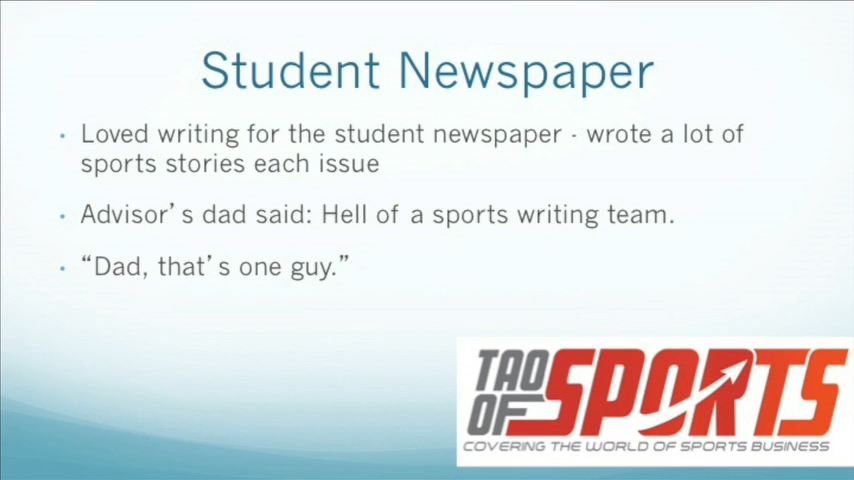 Student Newspaper
• Loved writing for the student newspaper - wrote a lot of
sports stories each issue
• Advisor’s dad said: Hell of a sports writing team.
• “Dad, that’s one guy.”
TAO
OF
SPORTS
COVERING THE WORLD OF SPORTS BUSINESS